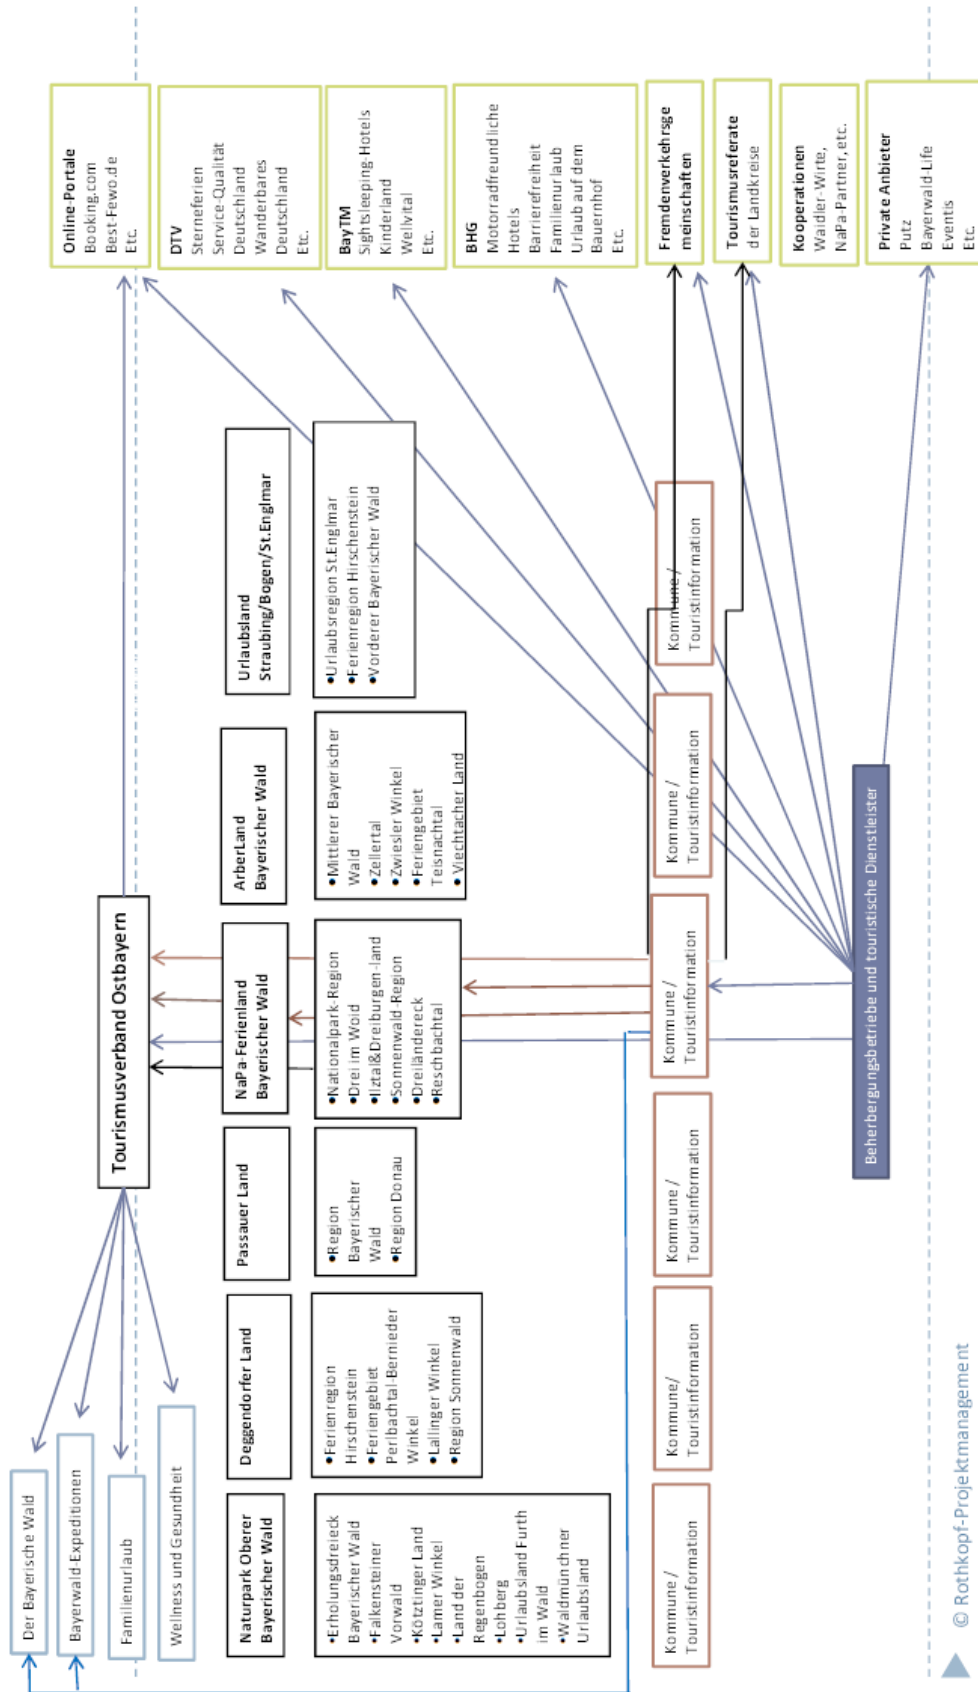 Der Bayerische Wald
Bayerwald-Expeditionen
Familienurlaub
Wellness und Gesundheit
Tourismusverband Ostbayern
Naturpark Oberer
Bayerischer Wald
Deggendorfer Land
Passauer Land
NaPa-Ferienland
Bayerischer Wald
ArberLand
Bayerischer Wald
Urlaubsland
Straubing/Bogen/St.Englmar
•Erholungsdreieck
Bayerischer Wald
•Falkensteiner
Vorwald
•Kötztinger Land
•Lamer Winkel
•Land der
Regenbogen
•Lohberg
•Urlaubsland Furth
im Wald
•Waldmünchner
Urlaubsland
•Ferienregion
Hirschenstein
•Feriengebiet
Perlbachtal-Bernieder
Winkel
•Lallinger Winkel
•Region Sonnenwald
•Region
Bayerischer
Wald
•Region Donau
•Nationalpark-Region
•Drei im Woid
•Ilztal&Dreiburgen-land
•Sonnenwald-Region
•Dreiländereck
•Reschbachtal
•Mittlerer Bayerischer
Wald
•Zellertal
•Zwiesler Winkel
•Feriengebiet
Teisnachtal
•Viechtacher Land
•Urlaubsregion St.Englmar
•Ferienregion Hirschenstein
•Vorderer Bayerischer Wald
Kommune /
Touristinformation
Kommune/
Touristinformation
Kommune /
Touristinformation
Kommune /
Touristinformation
Kommune /
Touristinformation
Kommune /
Touristinformation
Beherbergungsbetriebe und touristische Dienstleister
Online-Portale
Booking.com
Best-Fewo.de
Etc.
DTV
Sterneferien
Service-Qualität
Deutschland
Wanderbares
Deutschland
Etc.
BayTM
Sightsleeping-Hotels
Kinderland
Wellvital
Etc.
BHG
Motorradfreundliche
Hotels
Barrierefreiheit
Familienurlaub
Urlaub auf dem
Bauernhof
Etc.
Fremdenverkehrsge
meinschaften
Tourismusreferate
der Landkreise
Kooperationen
Waidler-Wirte,
NaPa-Partner, etc.
Private Anbieter
Putz
Bayerwald-Life
Eventis
Etc.
© Rothkopf-Projektmanagement